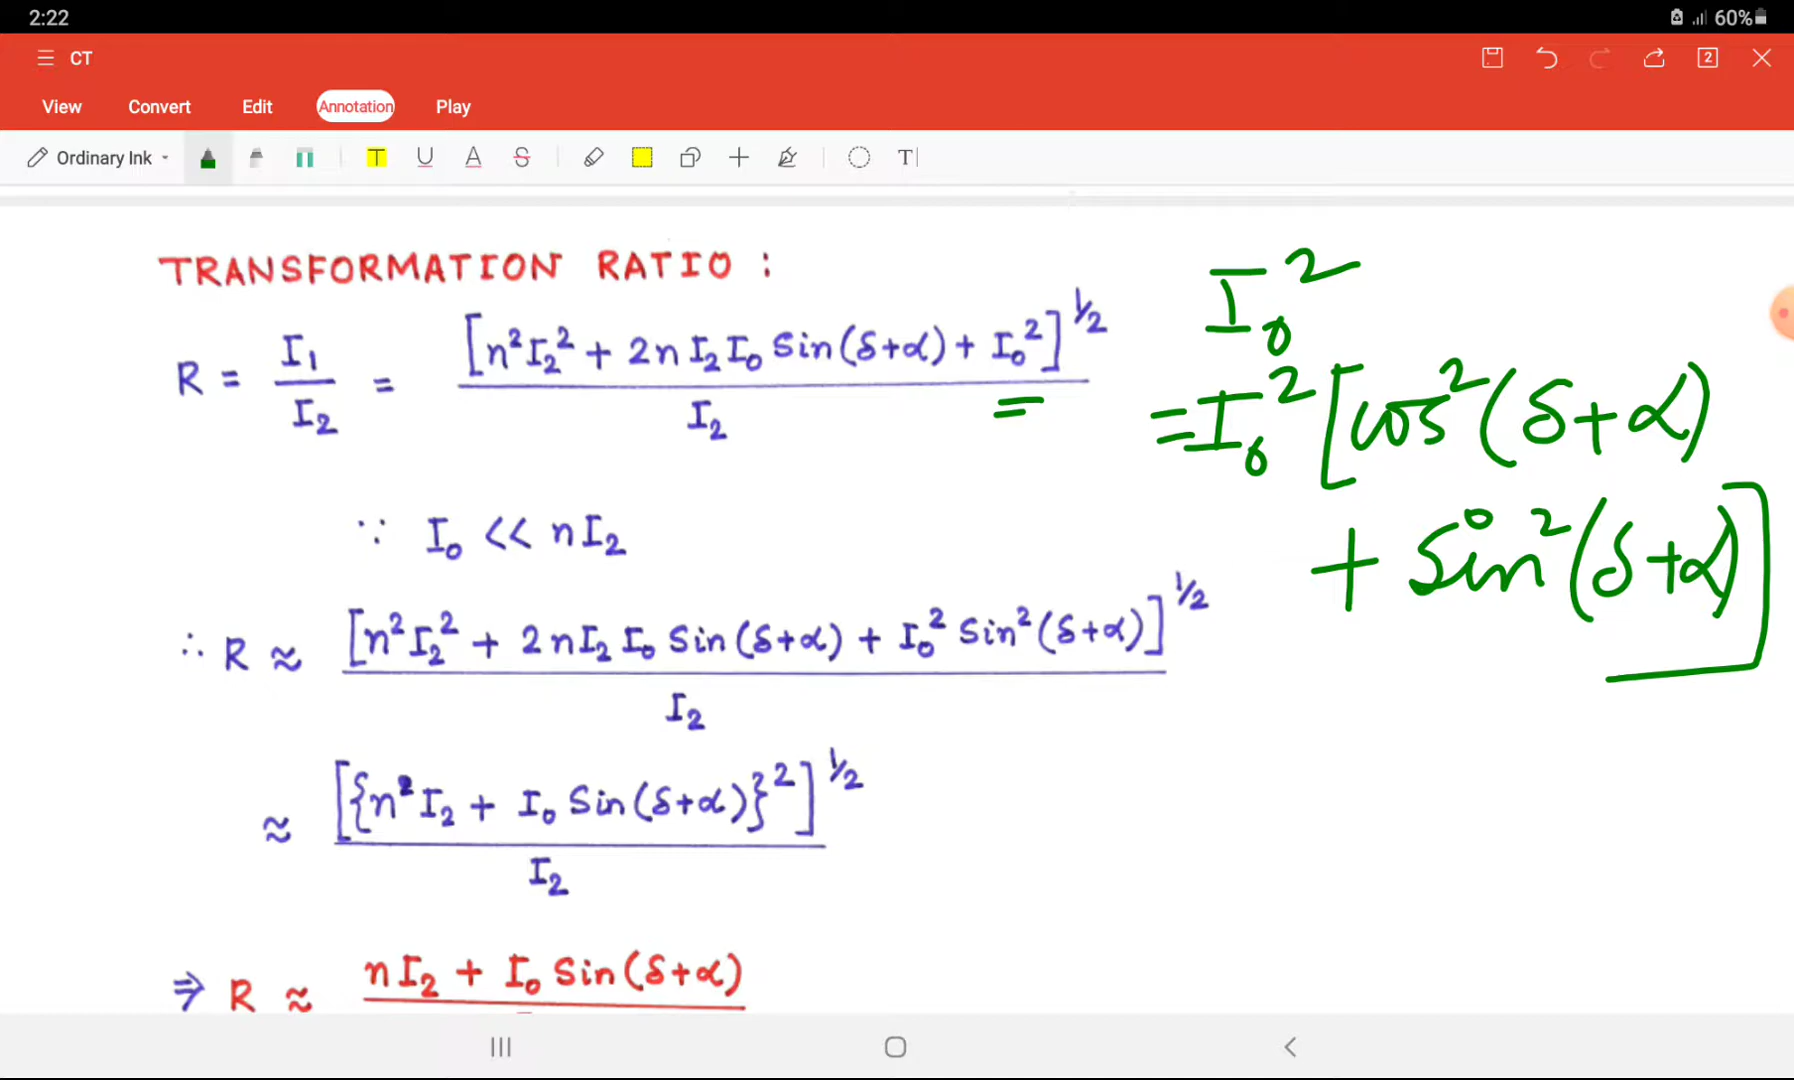 2:22
60%
CT
2
View Convert Edit Annotation Play
Ordinary Ink T U A S T
TRANSFORMATION RATIO :
R = I₁/I₂ = [n²I₂² + 2nI₂I₀ Sin(δ+α) + I₀²]^½ / I₂
∵ I₀ << nI₂
∴ R ≈ [n²I₂² + 2nI₂I₀ Sin(δ+α) + I₀² Sin²(δ+α)]^½ / I₂
≈ [{n²I₂ + I₀ Sin(δ+α)}²]^½ / I₂
⇒ R ≈ nI₂ + I₀ Sin(δ+α)
I₀²
= I₀² [cos²(δ+α)
+ Sin²(δ+α)]